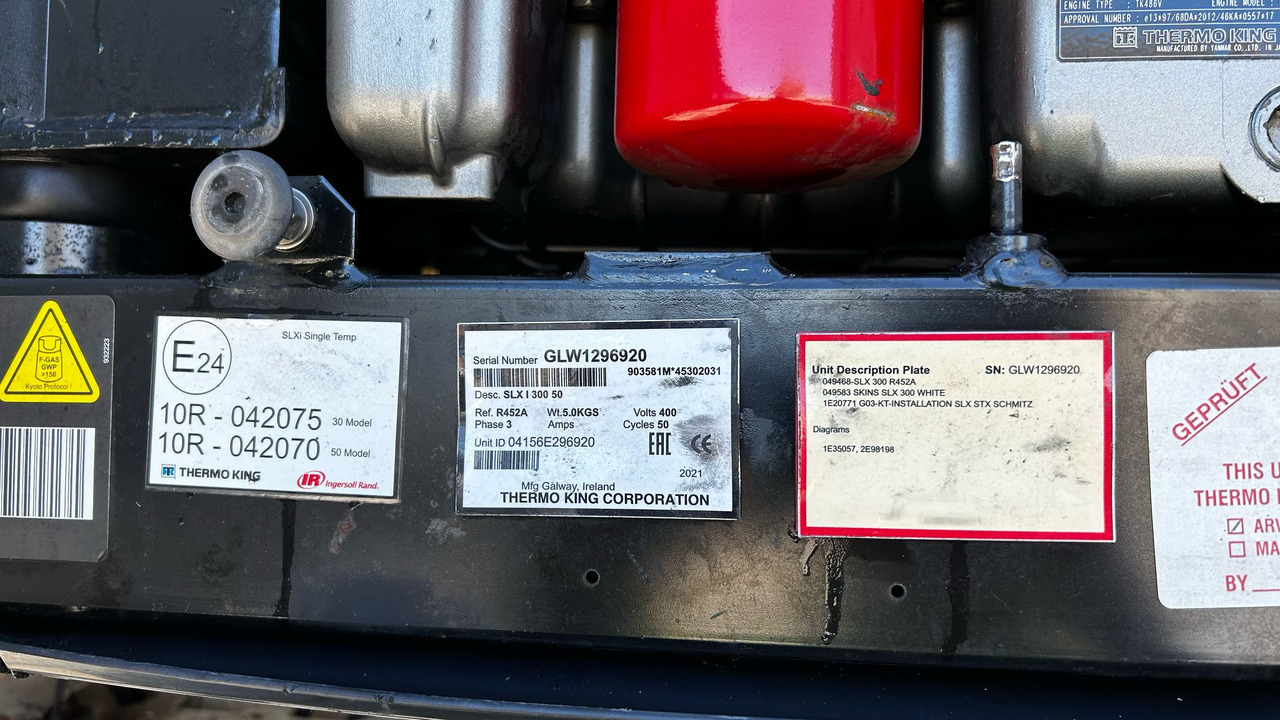 ENGINE TYPE : TK486V ENGINE MODEL :
APPROVAL NUMBER : e13*97/68DA*2012/46KA*0557*17
THERMO KING
MANUFACTURED BY YANMAR CO.,LTD. IN
F-GAS
GWP
>150
Kyoto Protocol !
932223
E24
SLXi Single Temp
10R - 042075 30 Model
10R - 042070 50 Model
THERMO KING
IR Ingersoll Rand.
Serial Number GLW1296920
903581M*45302031
Desc. SLX I 300 50
Ref. R452A Wt.5.0KGS Volts 400
Phase 3 Amps Cycles 50
Unit ID 04156E296920
EAC CE
2021
Mfg Galway, Ireland
THERMO KING CORPORATION
Unit Description Plate SN: GLW1296920
049468-SLX 300 R452A
049583 SKINS SLX 300 WHITE
1E20771 G03-KT-INSTALLATION SLX STX SCHMITZ
Diagrams
1E35057, 2E98198
GEPRÜFT
THIS
THERMO
BY